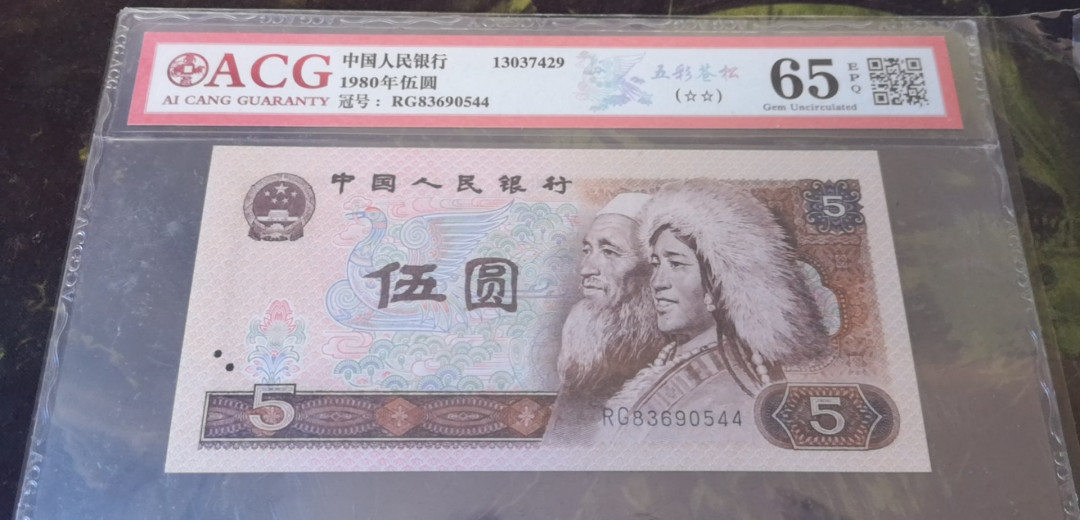 ACG
AI CANG GUARANTY
中国人民银行
1980年伍圆
冠号：RG83690544
13037429
五彩苍松
(☆☆)
65
EPQ
Gem Uncirculated
中国人民银行
5
伍圆
5
RG83690544
5